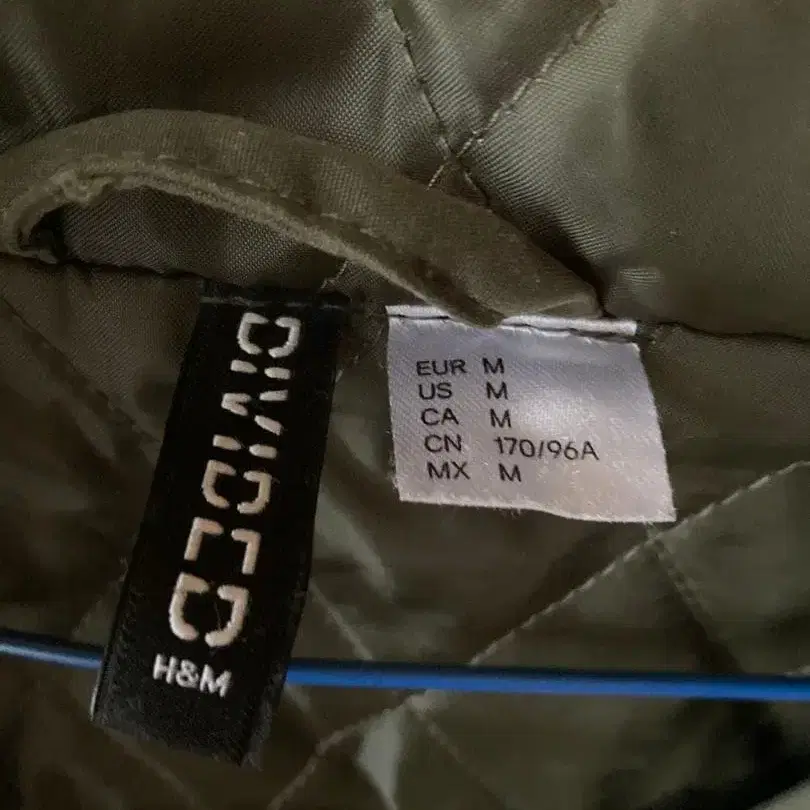 DIVIDED
H&M
EUR M
US M
CA M
CN 170/96A
MX M